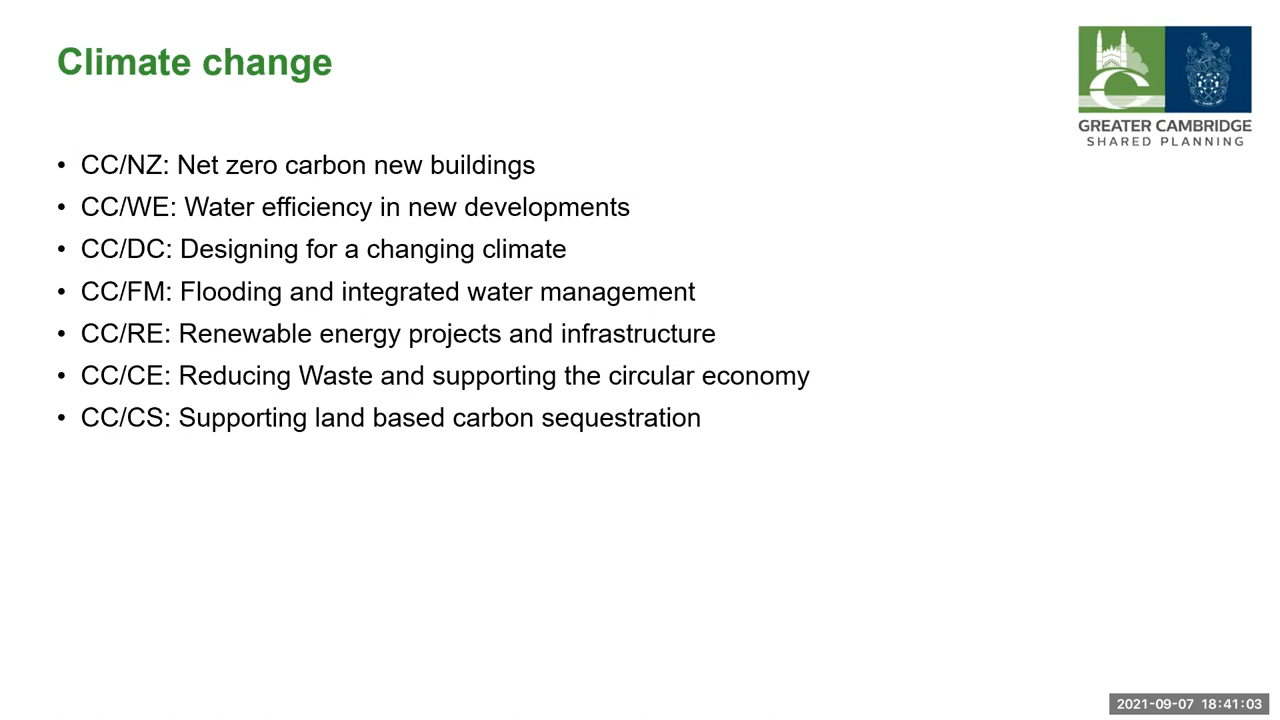 Climate change
GREATER CAMBRIDGE
SHARED PLANNING
• CC/NZ: Net zero carbon new buildings
• CC/WE: Water efficiency in new developments
• CC/DC: Designing for a changing climate
• CC/FM: Flooding and integrated water management
• CC/RE: Renewable energy projects and infrastructure
• CC/CE: Reducing Waste and supporting the circular economy
• CC/CS: Supporting land based carbon sequestration
2021-09-07 18:41:03